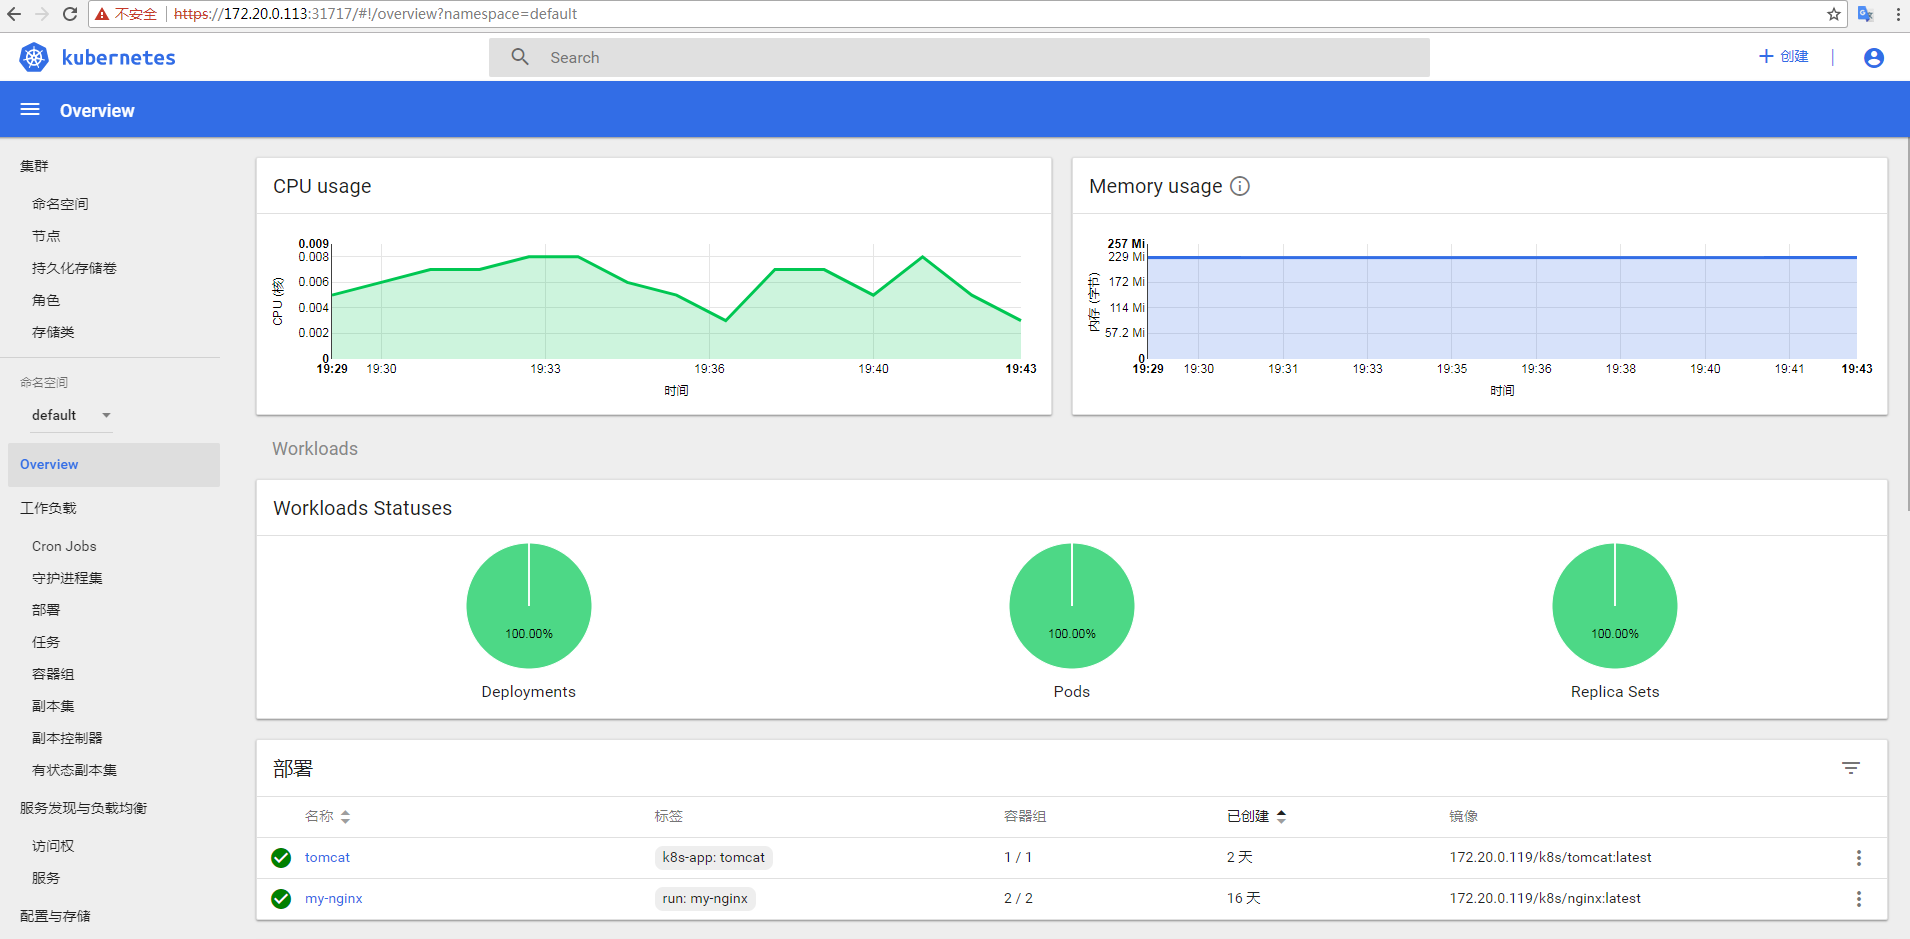 不安全 https://172.20.0.113:31717/#!/overview?namespace=default
kubernetes
Search
创建
Overview
集群
命名空间
节点
持久化存储卷
角色
存储类
命名空间
default
Overview
工作负载
Cron Jobs
守护进程集
部署
任务
容器组
副本集
副本控制器
有状态副本集
服务发现与负载均衡
访问权
服务
配置与存储
CPU usage
CPU (核)
0.009
0.008
0.006
0.004
0.002
0
19:29 19:30 19:33 19:36 19:40 19:43
时间
Memory usage
内存 (字节)
257 Mi
229 Mi
172 Mi
114 Mi
57.2 Mi
0
19:29 19:30 19:31 19:33 19:35 19:36 19:38 19:40 19:41 19:43
时间
Workloads
Workloads Statuses
100.00% 100.00% 100.00%
Deployments Pods Replica Sets
部署
名称 标签 容器组 已创建 镜像
tomcat k8s-app: tomcat 1 / 1 2 天 172.20.0.119/k8s/tomcat:latest
my-nginx run: my-nginx 2 / 2 16 天 172.20.0.119/k8s/nginx:latest